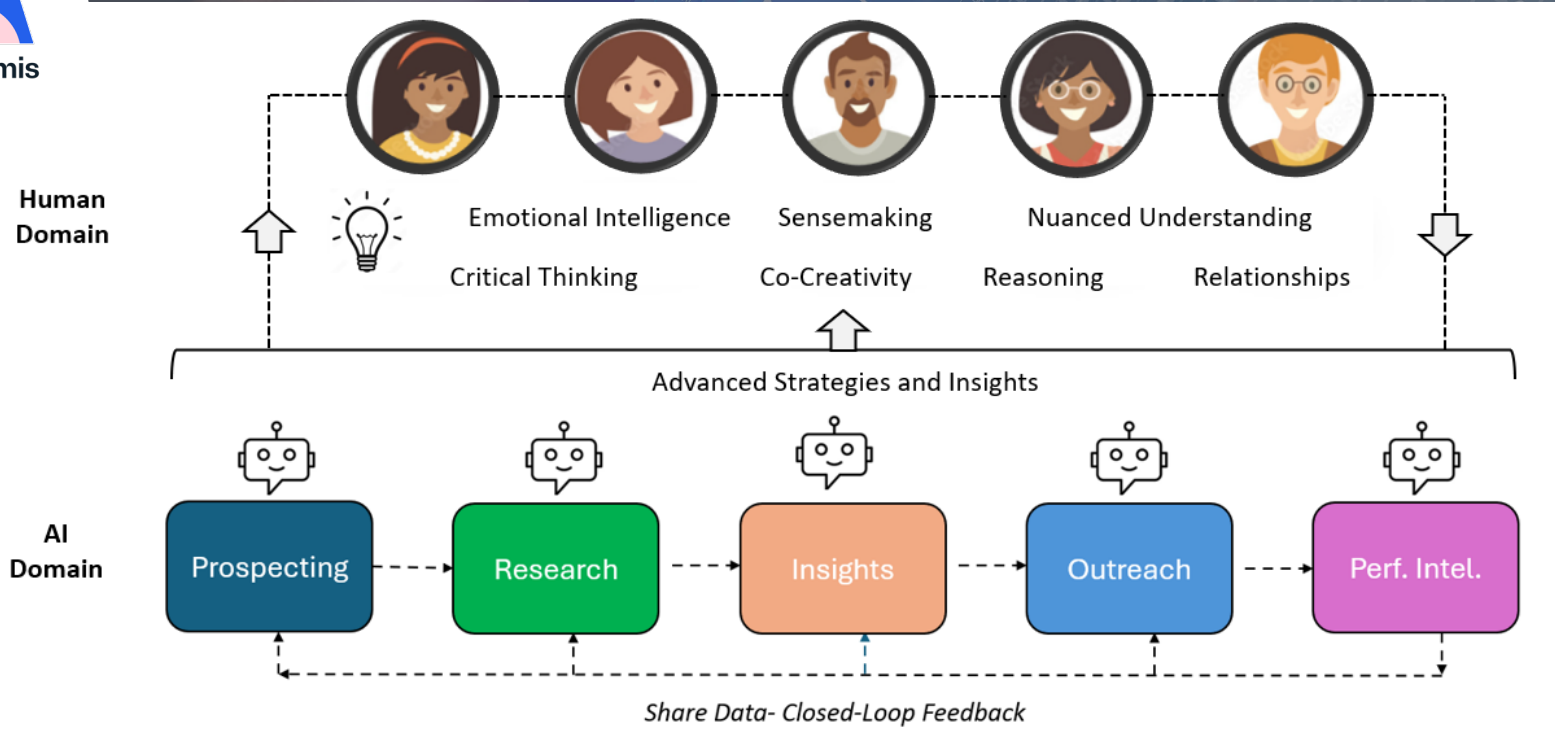 mis
Human
Domain
Emotional Intelligence Sensemaking Nuanced Understanding
Critical Thinking Co-Creativity Reasoning Relationships
Advanced Strategies and Insights
AI
Domain
Prospecting Research Insights Outreach Perf. Intel.
Share Data- Closed-Loop Feedback